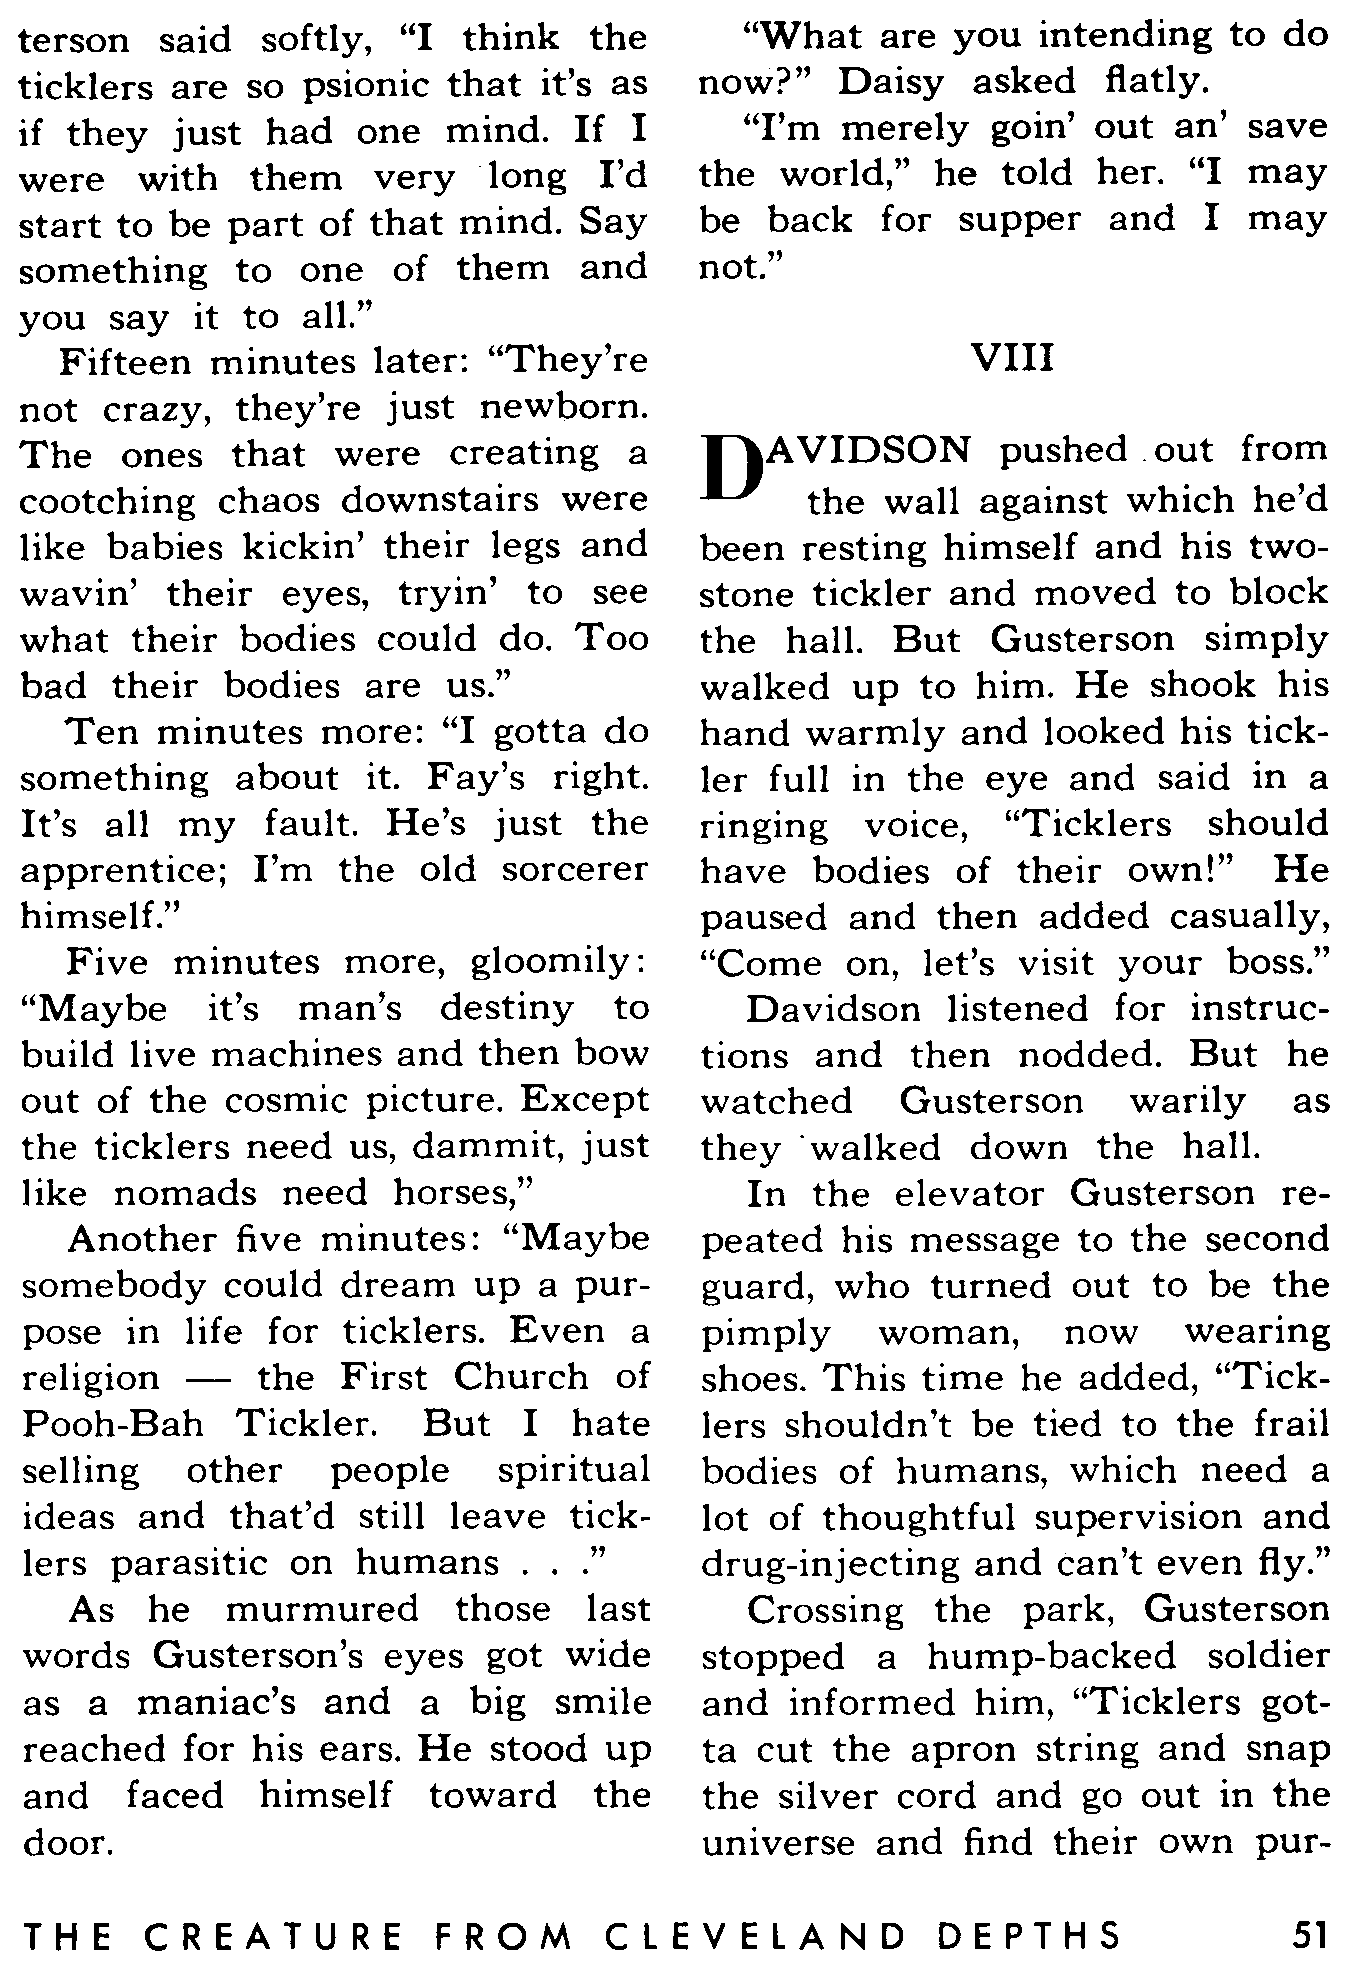 terson said softly, “I think the
ticklers are so psionic that it’s as
if they just had one mind. If I
were with them very long I’d
start to be part of that mind. Say
something to one of them and
you say it to all.”
Fifteen minutes later: “They’re
not crazy, they’re just newborn.
The ones that were creating a
cootching chaos downstairs were
like babies kickin’ their legs and
wavin’ their eyes, tryin’ to see
what their bodies could do. Too
bad their bodies are us.”
Ten minutes more: “I gotta do
something about it. Fay’s right.
It’s all my fault. He’s just the
apprentice; I’m the old sorcerer
himself.”
Five minutes more, gloomily:
“Maybe it’s man’s destiny to
build live machines and then bow
out of the cosmic picture. Except
the ticklers need us, dammit, just
like nomads need horses,”
Another five minutes: “Maybe
somebody could dream up a pur-
pose in life for ticklers. Even a
religion — the First Church of
Pooh-Bah Tickler. But I hate
selling other people spiritual
ideas and that’d still leave tick-
lers parasitic on humans . . .”
As he murmured those last
words Gusterson’s eyes got wide
as a maniac’s and a big smile
reached for his ears. He stood up
and faced himself toward the
door.
“What are you intending to do
now?” Daisy asked flatly.
“I’m merely goin’ out an’ save
the world,” he told her. “I may
be back for supper and I may
not.”
VIII
DAVIDSON pushed out from
the wall against which he’d
been resting himself and his two-
stone tickler and moved to block
the hall. But Gusterson simply
walked up to him. He shook his
hand warmly and looked his tick-
ler full in the eye and said in a
ringing voice, “Ticklers should
have bodies of their own!” He
paused and then added casually,
“Come on, let’s visit your boss.”
Davidson listened for instruc-
tions and then nodded. But he
watched Gusterson warily as
they walked down the hall.
In the elevator Gusterson re-
peated his message to the second
guard, who turned out to be the
pimply woman, now wearing
shoes. This time he added, “Tick-
lers shouldn’t be tied to the frail
bodies of humans, which need a
lot of thoughtful supervision and
drug-injecting and can’t even fly.”
Crossing the park, Gusterson
stopped a hump-backed soldier
and informed him, “Ticklers got-
ta cut the apron string and snap
the silver cord and go out in the
universe and find their own pur-
THE CREATURE FROM CLEVELAND DEPTHS 51